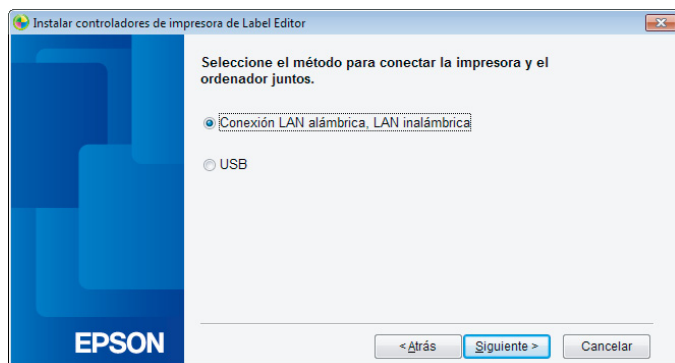 Instalar controladores de impresora de Label Editor
Seleccione el método para conectar la impresora y el
ordenador juntos.
Conexión LAN alámbrica, LAN inalámbrica
USB
EPSON
< Atrás
Siguiente >
Cancelar